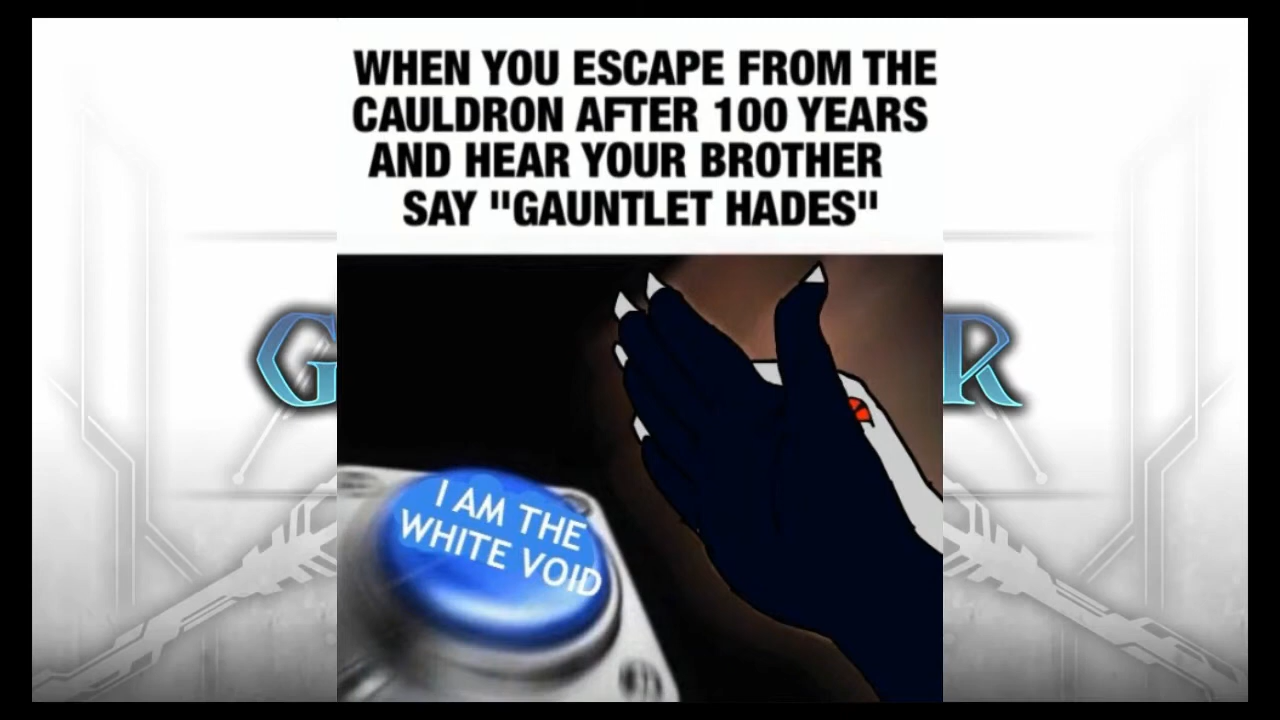 WHEN YOU ESCAPE FROM THE
CAULDRON AFTER 100 YEARS
AND HEAR YOUR BROTHER
SAY "GAUNTLET HADES"
G
R
I AM THE
WHITE VOID